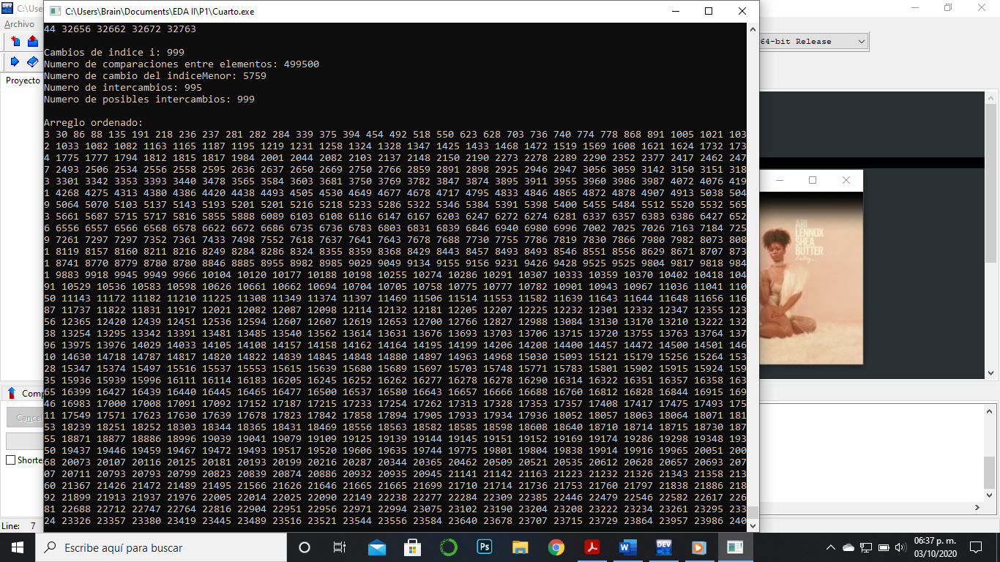 C:\Use
C:\Users\Brain\Documents\EDA II\P1\Cuarto.exe
Archivo
64-bit Release
Proyecto
44 32656 32662 32672 32763
Cambios de indice i: 999
Numero de comparaciones entre elementos: 499500
Numero de cambio del indiceMenor: 5759
Numero de intercambios: 995
Numero de posibles intercambios: 999
Arreglo ordenado:
3 30 86 88 135 191 218 236 237 281 282 284 339 375 394 454 492 518 550 623 628 703 736 740 774 778 868 891 1005 1021 103
2 1033 1082 1082 1163 1165 1187 1195 1219 1231 1258 1324 1328 1347 1425 1433 1468 1472 1519 1569 1608 1621 1624 1732 173
4 1775 1777 1794 1812 1815 1817 1984 2001 2044 2082 2103 2137 2148 2150 2190 2273 2278 2289 2290 2352 2377 2417 2462 247
7 2493 2506 2534 2556 2558 2595 2636 2637 2650 2669 2750 2766 2859 2891 2898 2925 2946 2947 3056 3059 3142 3150 3151 318
3 3301 3342 3353 3393 3440 3478 3565 3584 3603 3681 3750 3769 3782 3847 3874 3895 3911 3955 3960 3986 3987 4072 4076 419
1 4268 4275 4313 4380 4386 4420 4438 4493 4505 4530 4649 4677 4678 4717 4795 4833 4846 4865 4872 4878 4907 4913 5038 504
9 5064 5070 5103 5137 5143 5193 5201 5201 5216 5218 5233 5286 5322 5346 5384 5391 5398 5400 5455 5484 5512 5520 5532 565
3 5661 5687 5715 5717 5816 5855 5888 6089 6103 6108 6116 6147 6167 6203 6247 6272 6274 6281 6337 6357 6383 6386 6427 652
6 6556 6557 6566 6568 6578 6622 6672 6686 6735 6736 6783 6803 6831 6839 6846 6940 6980 6996 7002 7025 7026 7163 7184 725
9 7261 7297 7297 7352 7361 7433 7498 7552 7618 7637 7641 7643 7678 7688 7730 7755 7786 7819 7830 7866 7980 7982 8073 808
1 8119 8157 8160 8211 8216 8249 8284 8286 8324 8355 8359 8368 8429 8443 8457 8493 8493 8546 8551 8556 8629 8671 8707 873
1 8741 8770 8779 8780 8780 8846 8885 8955 8982 8985 9029 9049 9134 9155 9156 9231 9426 9428 9525 9525 9804 9817 9818 984
1 9883 9918 9945 9949 9966 10104 10120 10177 10188 10198 10255 10274 10286 10291 10307 10333 10359 10370 10402 10418 104
91 10529 10536 10583 10598 10626 10661 10662 10694 10704 10705 10758 10775 10777 10782 10901 10943 10967 11036 11041 110
50 11143 11172 11182 11210 11225 11308 11349 11374 11397 11469 11506 11514 11553 11582 11639 11643 11644 11648 11656 116
87 11737 11822 11831 11917 12021 12082 12087 12098 12114 12132 12181 12205 12207 12225 12232 12301 12332 12347 12355 123
56 12365 12420 12439 12451 12536 12594 12607 12607 12619 12653 12700 12766 12827 12988 13084 13130 13170 13210 13222 132
38 13254 13295 13342 13391 13481 13485 13540 13562 13614 13631 13676 13693 13703 13706 13715 13720 13755 13763 13764 137
96 13975 13976 14029 14033 14105 14108 14157 14158 14162 14164 14195 14199 14206 14208 14400 14457 14472 14500 14501 146
10 14630 14718 14787 14817 14820 14822 14839 14845 14848 14880 14897 14963 14968 15030 15093 15121 15179 15256 15264 153
28 15347 15374 15497 15516 15537 15553 15615 15639 15680 15689 15697 15703 15748 15771 15783 15801 15902 15915 15924 159
35 15936 15939 15996 16111 16114 16183 16205 16245 16252 16262 16277 16278 16278 16290 16314 16322 16351 16357 16358 163
65 16399 16427 16439 16440 16445 16465 16477 16500 16537 16580 16643 16657 16666 16688 16760 16812 16828 16844 16915 169
46 16983 17000 17008 17091 17092 17152 17187 17215 17233 17254 17262 17313 17328 17353 17357 17408 17417 17475 17493 175
11 17549 17571 17623 17630 17639 17678 17823 17842 17858 17894 17905 17933 17934 17935 18052 18057 18063 18064 18071 181
53 18239 18251 18252 18303 18344 18365 18431 18469 18556 18563 18582 18585 18598 18608 18640 18710 18714 18715 18730 187
55 18871 18877 18886 18996 19039 19041 19079 19109 19125 19139 19144 19145 19151 19152 19169 19174 19286 19298 19348 193
50 19437 19446 19459 19467 19472 19493 19517 19520 19606 19635 19744 19775 19801 19804 19838 19914 19916 19965 20051 200
68 20073 20107 20116 20125 20181 20193 20199 20216 20287 20344 20365 20462 20509 20521 20535 20612 20628 20657 20693 207
07 20711 20793 20793 20799 20823 20839 20874 20886 20932 20935 20945 21141 21142 21163 21223 21232 21326 21343 21358 213
60 21367 21426 21472 21489 21495 21566 21626 21646 21665 21665 21699 21710 21714 21736 21753 21760 21797 21838 21886 218
92 21899 21913 21937 21976 22005 22014 22025 22090 22149 22238 22277 22284 22309 22385 22446 22479 22546 22582 22617 226
81 22688 22712 22747 22764 22816 22904 22951 22956 22971 22994 23075 23102 23190 23204 23208 23222 23234 23261 23295 233
24 23326 23357 23380 23419 23445 23489 23516 23521 23544 23556 23584 23640 23678 23707 23715 23729 23864 23957 23986 240
ARI
LENNOX
SHEA
BUTTER
baby
Comp
Cancel
Shorte
Line: 7
Escribe aquí para buscar
06:37 p. m.
03/10/2020